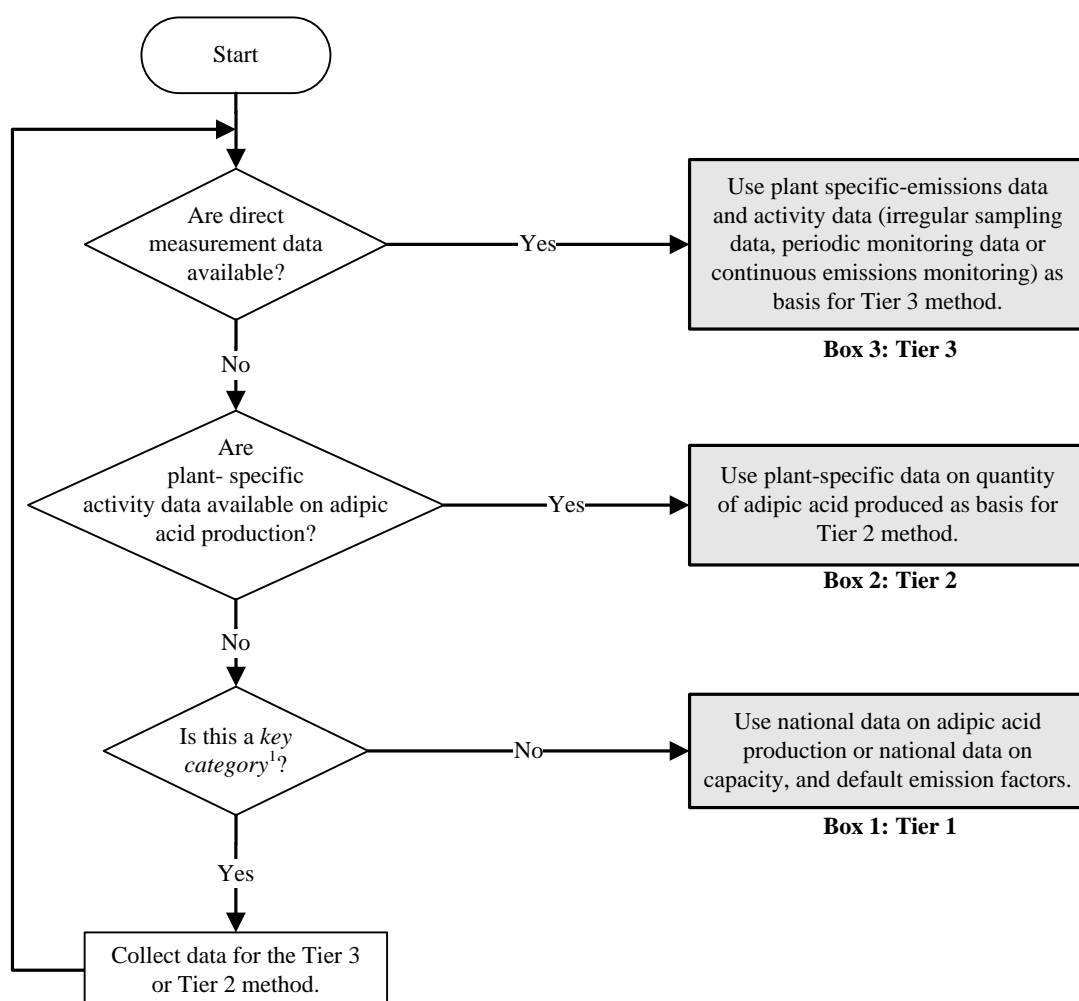 Start
Are direct
measurement data
available?
Yes
Use plant specific-emissions data
and activity data (irregular sampling
data, periodic monitoring data or
continuous emissions monitoring) as
basis for Tier 3 method.
Box 3: Tier 3
No
Are
plant- specific
activity data available on adipic
acid production?
Yes
Use plant-specific data on quantity
of adipic acid produced as basis for
Tier 2 method.
Box 2: Tier 2
No
Is this a key
category¹?
No
Use national data on adipic acid
production or national data on
capacity, and default emission factors.
Box 1: Tier 1
Yes
Collect data for the Tier 3
or Tier 2 method.